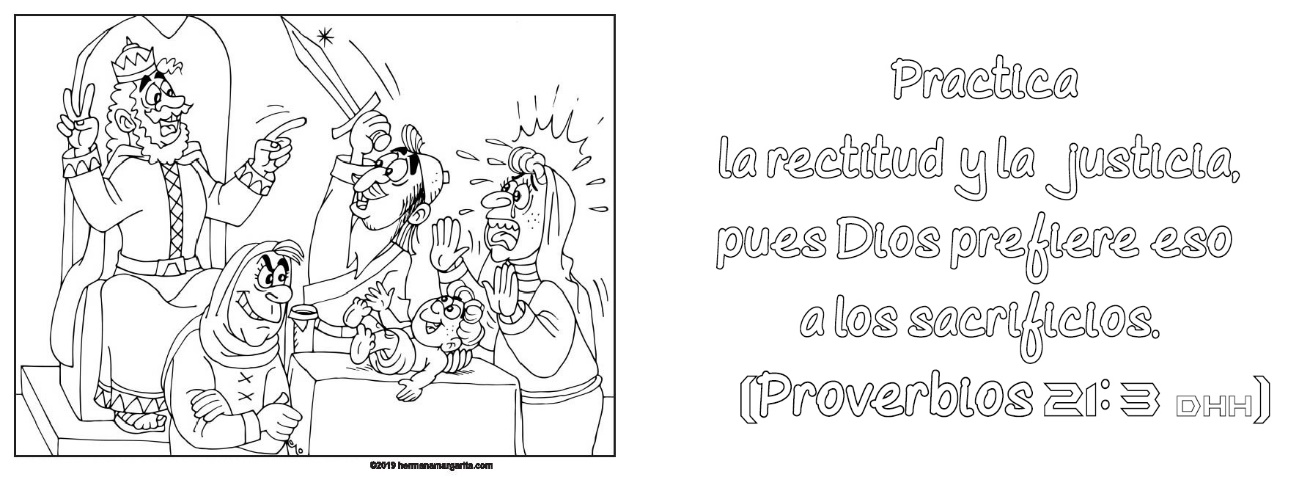 Practica
la rectitud y la justicia,
pues Dios prefiere eso
a los sacrificios.
(Proverbios 21:3 DHH)
©2019 hermanamargarita.com